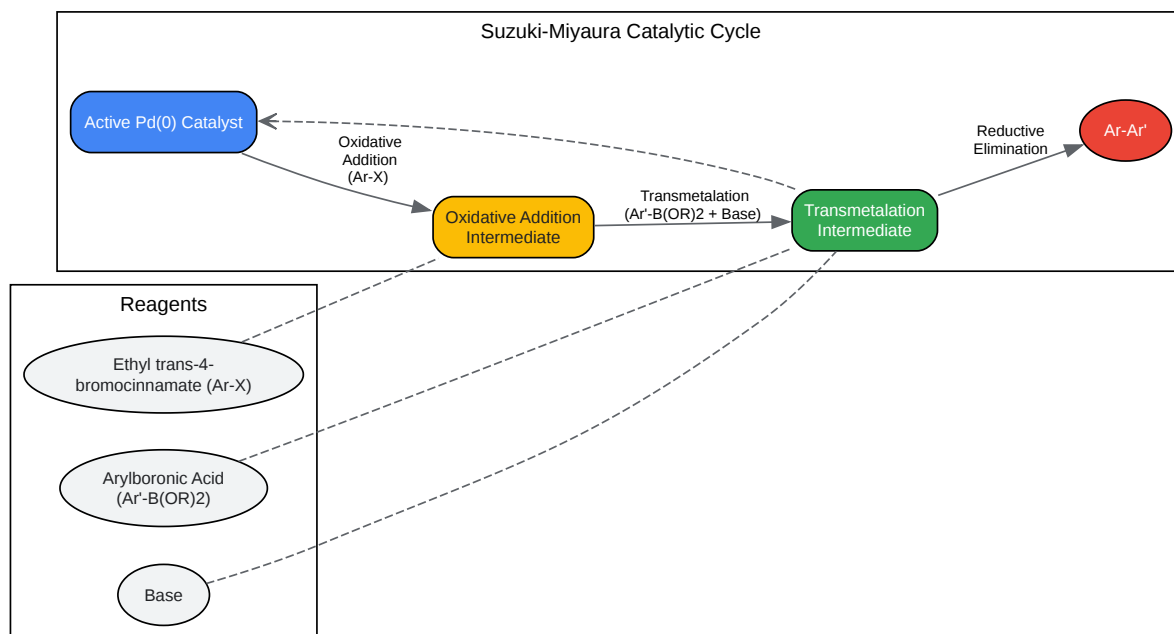 Suzuki-Miyaura Catalytic Cycle
Active Pd(0) Catalyst
Oxidative
Addition
(Ar-X)
Oxidative Addition
Intermediate
Transmetalation
(Ar'-B(OR)2 + Base)
Transmetalation
Intermediate
Reductive
Elimination
Ar-Ar'
Reagents
Ethyl trans-4-
bromocinnamate (Ar-X)
Arylboronic Acid
(Ar'-B(OR)2)
Base